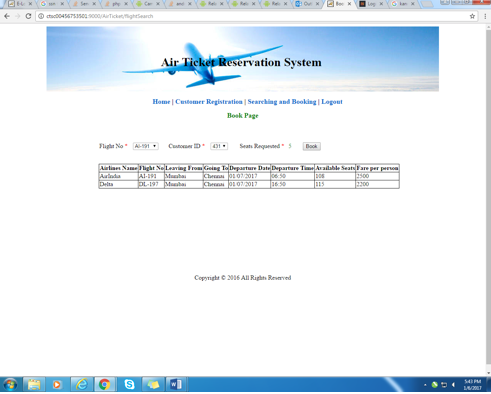 ctsc00456753501:9000/AirTicket/flightSearch
Air Ticket Reservation System
Home | Customer Registration | Searching and Booking | Logout
Book Page
Flight No * AI-191 Customer ID * 431 Seats Requested * 5 Book
Airlines Name Flight No Leaving From Going To Departure Date Departure Time Available Seats Fare per person
AirIndia AI-191 Mumbai Chennai 01/07/2017 06:50 108 2500
Delta DL-197 Mumbai Chennai 01/07/2017 16:50 115 2200
Copyright © 2016 All Rights Reserved
5:43 PM
1/6/2017